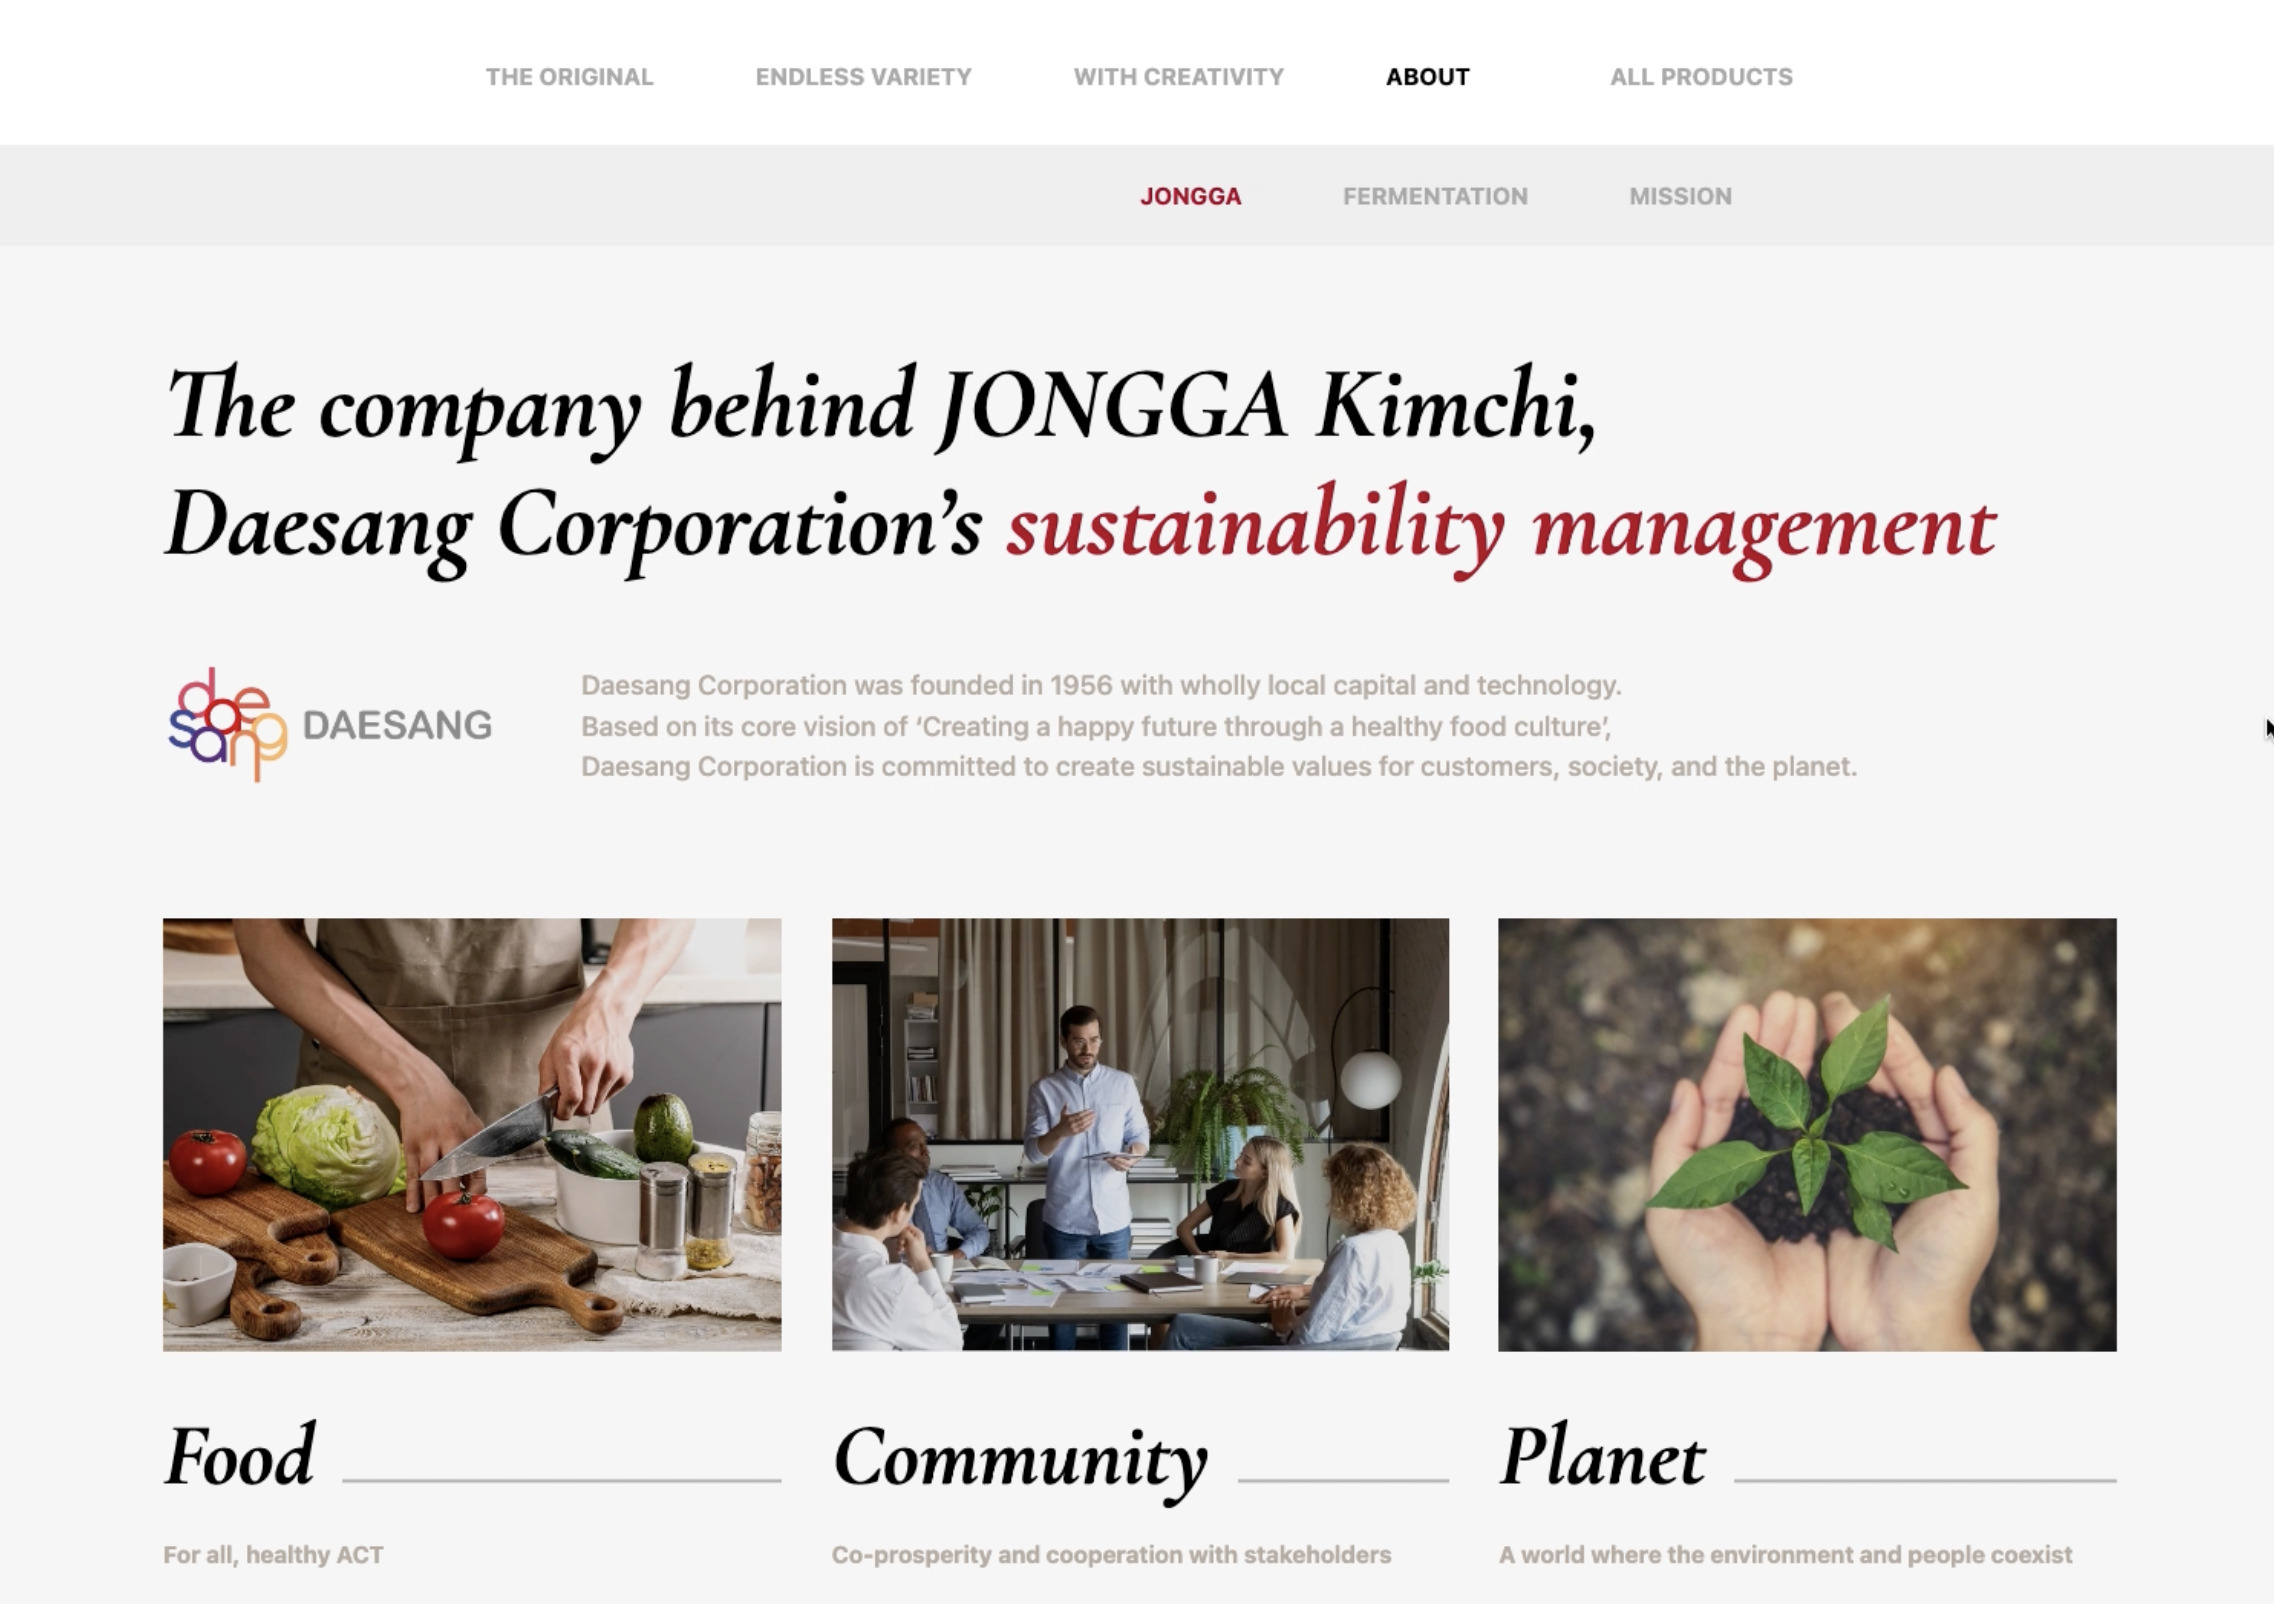 THE ORIGINAL ENDLESS VARIETY WITH CREATIVITY ABOUT ALL PRODUCTS
JONGGA FERMENTATION MISSION
The company behind JONGGA Kimchi,
Daesang Corporation’s sustainability management
daesang DAESANG
Daesang Corporation was founded in 1956 with wholly local capital and technology.
Based on its core vision of ‘Creating a happy future through a healthy food culture’,
Daesang Corporation is committed to create sustainable values for customers, society, and the planet.
Food
For all, healthy ACT
Community
Co-prosperity and cooperation with stakeholders
Planet
A world where the environment and people coexist